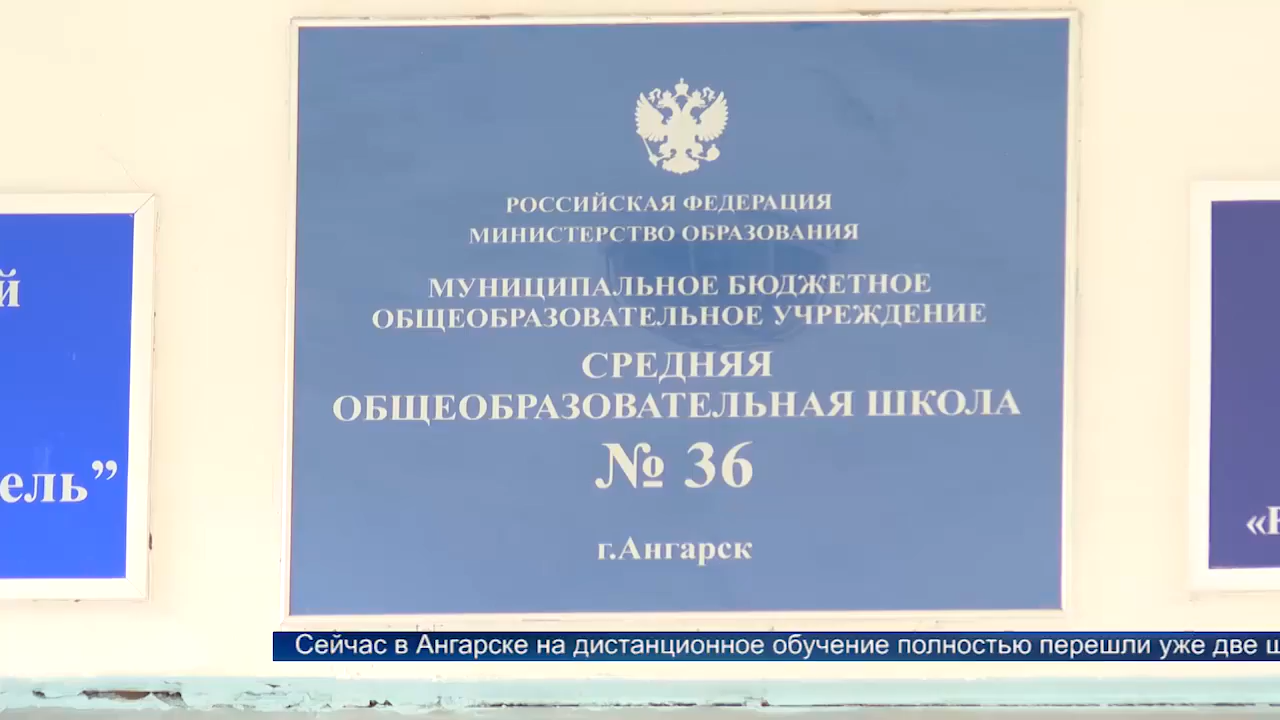 РОССИЙСКАЯ ФЕДЕРАЦИЯ
МИНИСТЕРСТВО ОБРАЗОВАНИЯ
МУНИЦИПАЛЬНОЕ БЮДЖЕТНОЕ
ОБЩЕОБРАЗОВАТЕЛЬНОЕ УЧРЕЖДЕНИЕ
СРЕДНЯЯ
ОБЩЕОБРАЗОВАТЕЛЬНАЯ ШКОЛА
№ 36
г.Ангарск
Сейчас в Ангарске на дистанционное обучение полностью перешли уже две